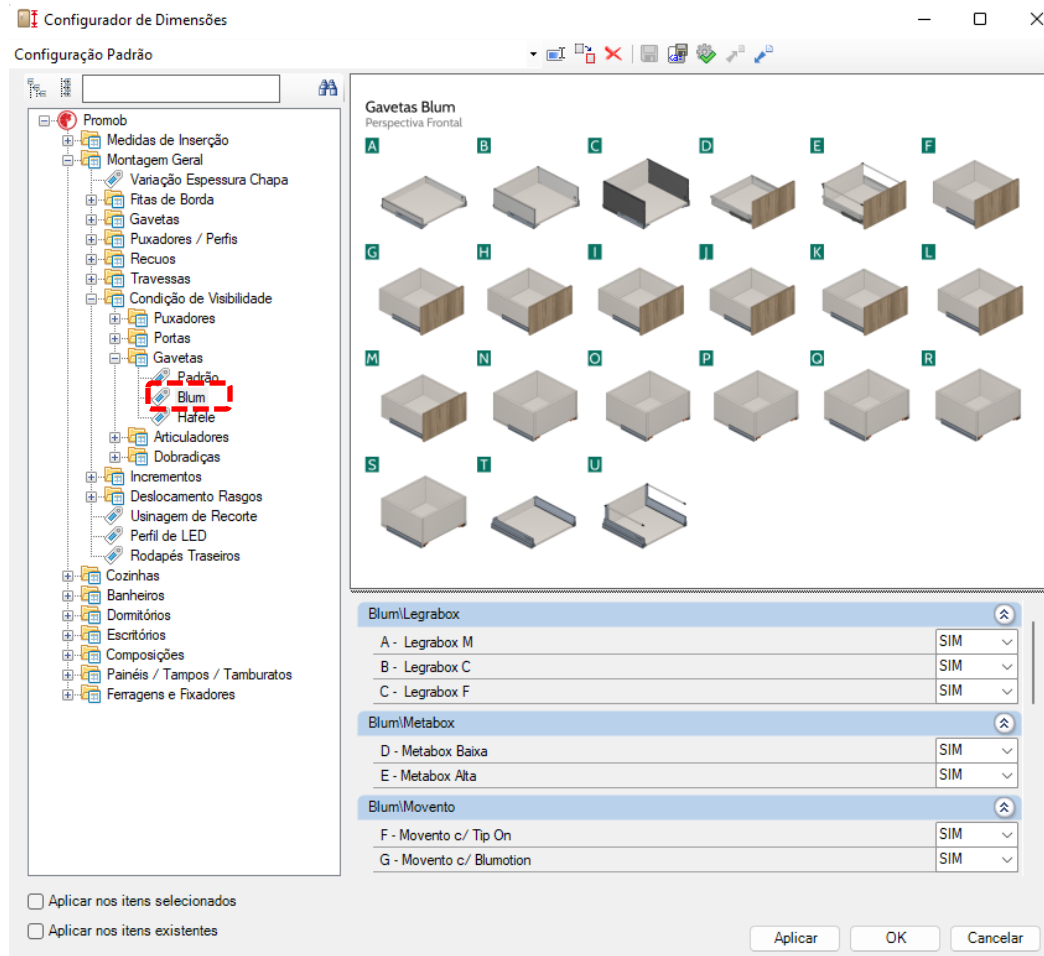 Configurador de Dimensões
Configuração Padrão
Promob
Medidas de Inserção
Montagem Geral
Variação Espessura Chapa
Fitas de Borda
Gavetas
Puxadores / Perfis
Recuos
Travessas
Condição de Visibilidade
Puxadores
Portas
Gavetas
Padrão
Blum
Hafele
Articuladores
Dobradiças
Incrementos
Deslocamento Rasgos
Usinagem de Recorte
Perfil de LED
Rodapés Traseiros
Cozinhas
Banheiros
Dormitórios
Escritórios
Composições
Painéis / Tampos / Tamburatos
Ferragens e Fixadores
Gavetas Blum
Perspectiva Frontal
A B C D E F
G H I J K L
M N O P Q R
S T U
Blum\Legrabox
A - Legrabox M SIM
B - Legrabox C SIM
C - Legrabox F SIM
Blum\Metabox
D - Metabox Baixa SIM
E - Metabox Alta SIM
Blum\Movento
F - Movento c/ Tip On SIM
G - Movento c/ Blumotion SIM
Aplicar nos itens selecionados
Aplicar nos itens existentes
Aplicar OK Cancelar